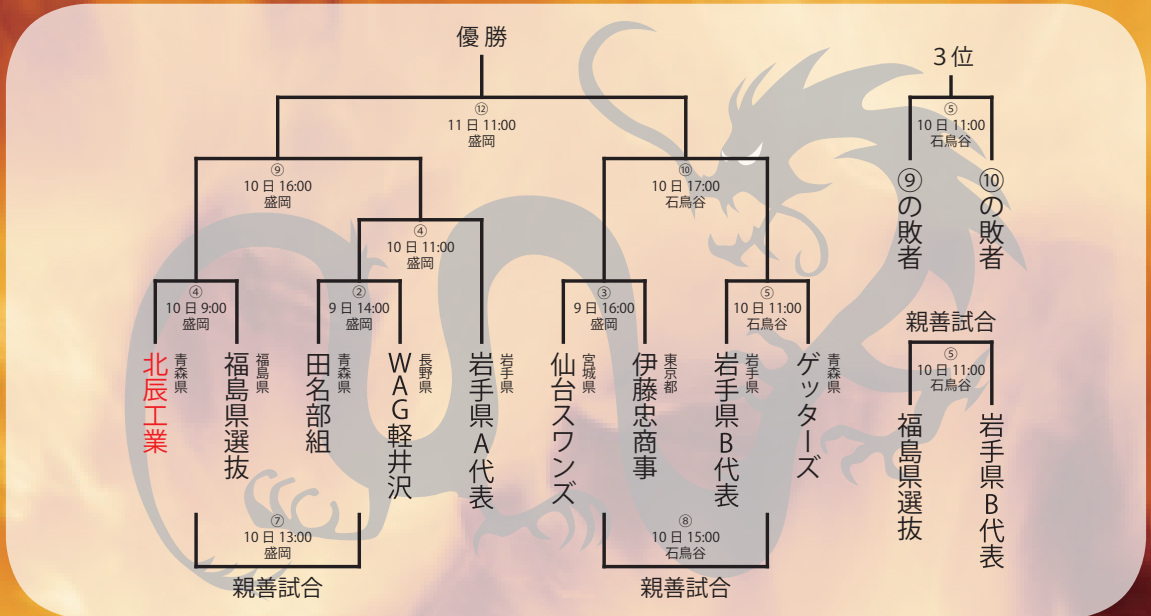 優勝
⑫
11日 11:00
盛岡
⑨
10日 16:00
盛岡
⑩
10日 17:00
石鳥谷
④
10日 11:00
盛岡
④
10日 9:00
盛岡
②
9日 14:00
盛岡
③
9日 16:00
盛岡
⑤
10日 11:00
石鳥谷
北辰工業
青森県
福島県選抜
福島県
田名部組
青森県
WAG軽井沢
長野県
岩手県A代表
岩手県
仙台スワンズ
宮城県
伊藤忠商事
東京都
岩手県B代表
岩手県
ゲッターズ
青森県
⑦
10日 13:00
盛岡
親善試合
⑧
10日 15:00
石鳥谷
親善試合
3位
⑤
10日 11:00
石鳥谷
⑨の敗者
⑩の敗者
親善試合
⑤
10日 11:00
石鳥谷
福島県選抜
岩手県B代表